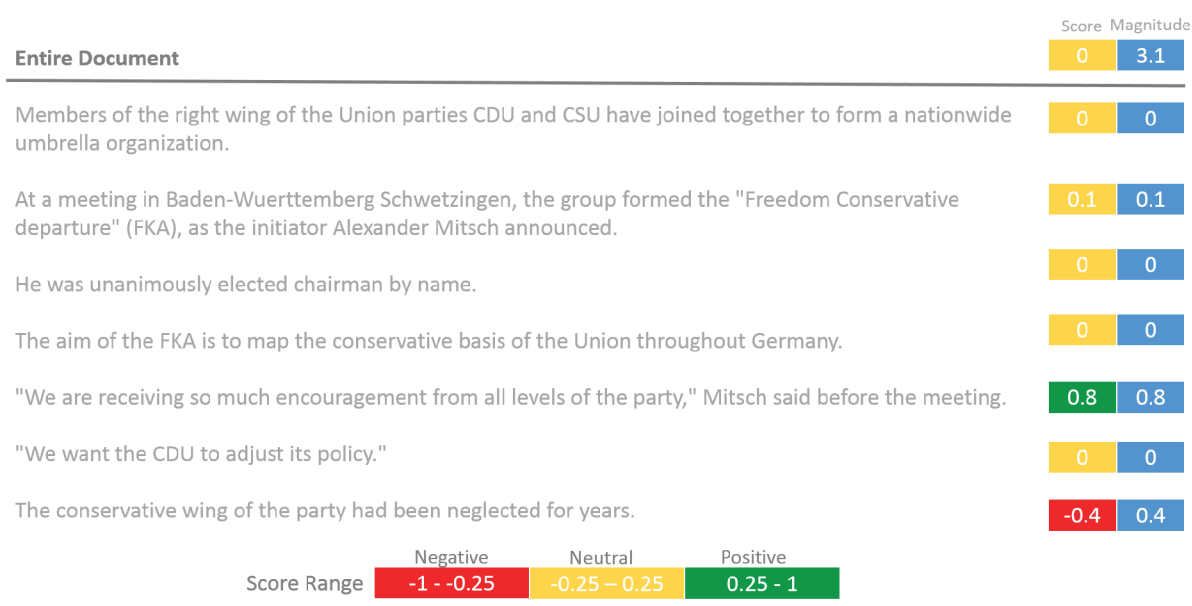 Score Magnitude
Entire Document 0 3.1
Members of the right wing of the Union parties CDU and CSU have joined together to form a nationwide 0 0
umbrella organization.
At a meeting in Baden-Wuerttemberg Schwetzingen, the group formed the "Freedom Conservative 0.1 0.1
departure" (FKA), as the initiator Alexander Mitsch announced.
He was unanimously elected chairman by name. 0 0
The aim of the FKA is to map the conservative basis of the Union throughout Germany. 0 0
"We are receiving so much encouragement from all levels of the party," Mitsch said before the meeting. 0.8 0.8
"We want the CDU to adjust its policy." 0 0
The conservative wing of the party had been neglected for years. -0.4 0.4
Negative Neutral Positive
Score Range -1 - -0.25 -0.25 – 0.25 0.25 - 1